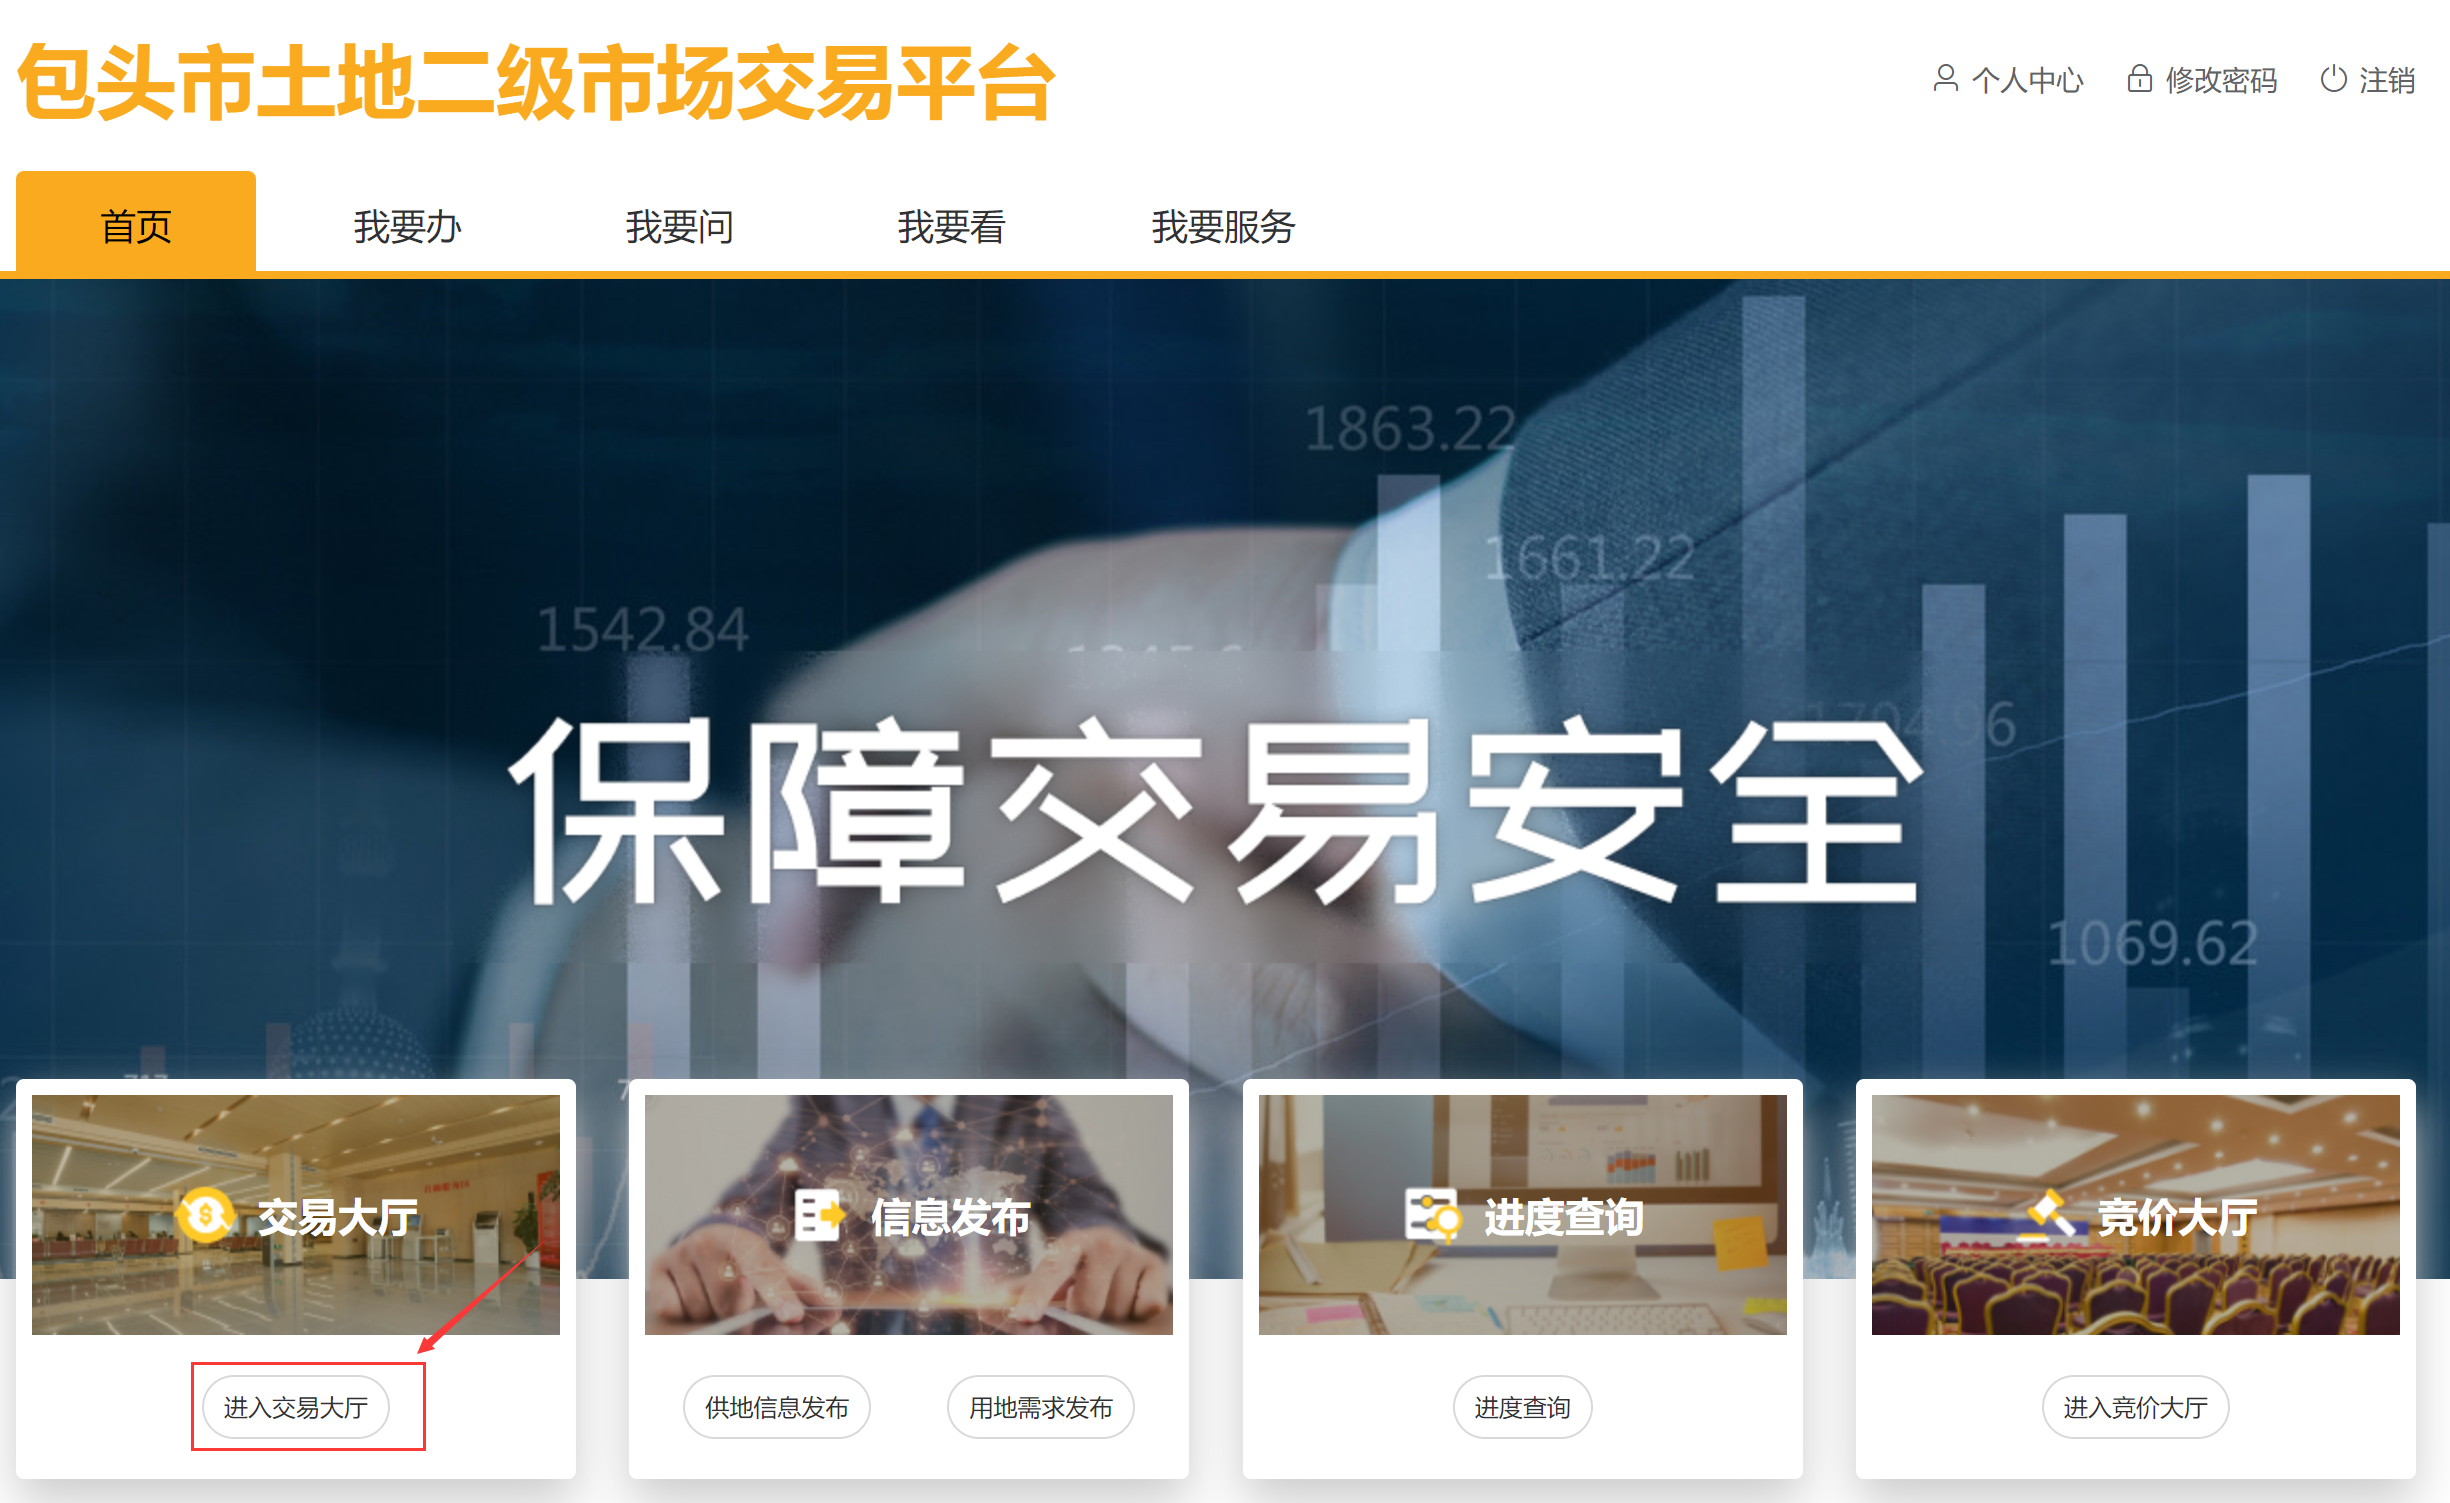 包头市土地二级市场交易平台
个人中心 修改密码 注销
首页 我要办 我要问 我要看 我要服务
1863.22
1661.22
1542.84
保障交易安全
1069.62
交易大厅 信息发布 进度查询 竞价大厅
进入交易大厅 供地信息发布 用地需求发布 进度查询 进入竞价大厅